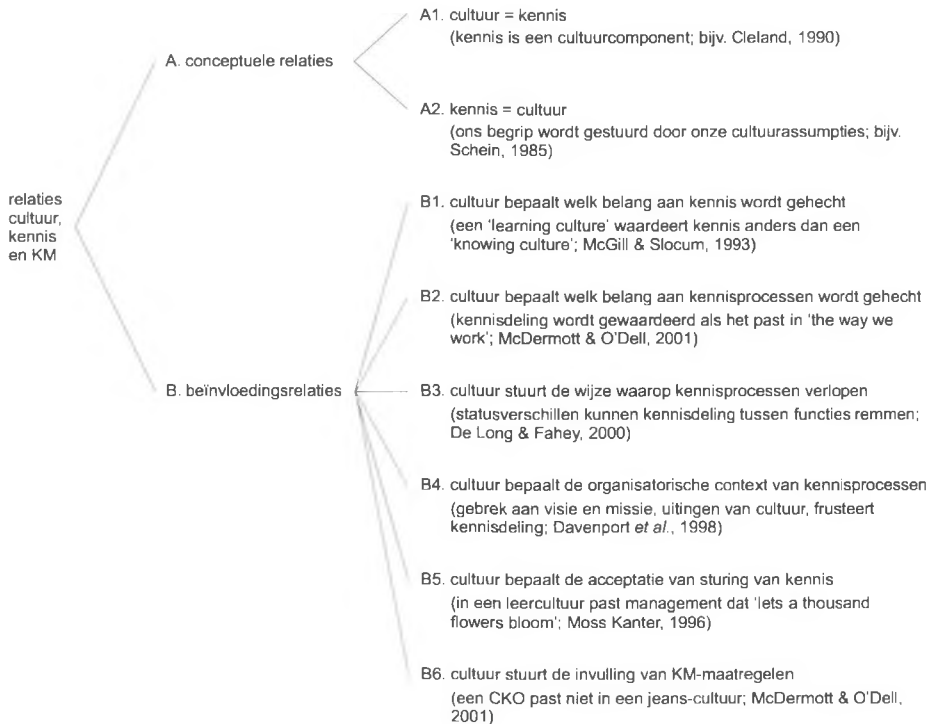 A1. cultuur = kennis
(kennis is een cultuurcomponent; bijv. Cleland, 1990)
A. conceptuele relaties
A2. kennis = cultuur
(ons begrip wordt gestuurd door onze cultuurassumpties; bijv.
Schein, 1985)
relaties
cultuur,
kennis
en KM
B1. cultuur bepaalt welk belang aan kennis wordt gehecht
(een 'learning culture' waardeert kennis anders dan een
'knowing culture'; McGill & Slocum, 1993)
B2. cultuur bepaalt welk belang aan kennisprocessen wordt gehecht
(kennisdeling wordt gewaardeerd als het past in 'the way we
work'; McDermott & O'Dell, 2001)
B. beïnvloedingsrelaties
B3. cultuur stuurt de wijze waarop kennisprocessen verlopen
(statusverschillen kunnen kennisdeling tussen functies remmen;
De Long & Fahey, 2000)
B4. cultuur bepaalt de organisatorische context van kennisprocessen
(gebrek aan visie en missie, uitingen van cultuur, frusteert
kennisdeling; Davenport et al., 1998)
B5. cultuur bepaalt de acceptatie van sturing van kennis
(in een leercultuur past management dat 'lets a thousand
flowers bloom'; Moss Kanter, 1996)
B6. cultuur stuurt de invulling van KM-maatregelen
(een CKO past niet in een jeans-cultuur; McDermott & O'Dell,
2001)